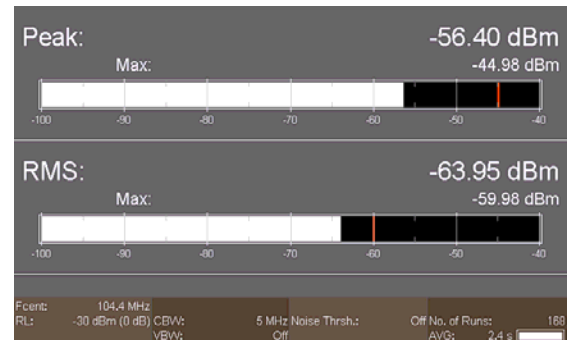 Peak: -56.40 dBm
Max: -44.98 dBm
-100 -90 -80 -70 -60 -50 -40
RMS: -63.95 dBm
Max: -59.98 dBm
-100 -90 -80 -70 -60 -50 -40
Fcent: 104.4 MHz
RL: -30 dBm (0 dB) CBW: 5 MHz Noise Thrsh.: Off No. of Runs: 168
VBW: Off AVG: 2.4 s